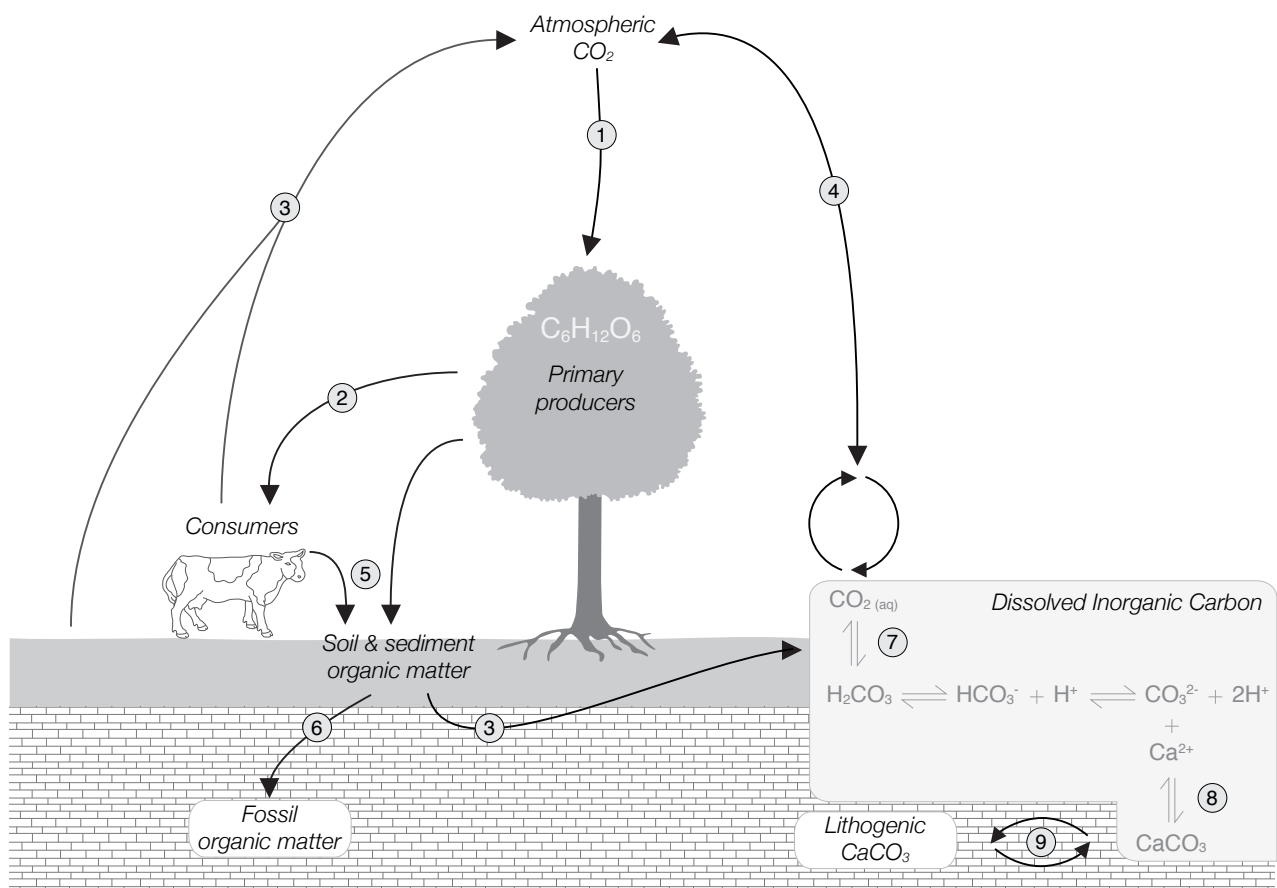 Atmospheric
CO₂
1
3
4
C₆H₁₂O₆
Primary
producers
2
Consumers
5
CO₂ (aq)
Dissolved Inorganic Carbon
Soil & sediment
organic matter
7
H₂CO₃ ⇌ HCO₃⁻ + H⁺ ⇌ CO₃²⁻ + 2H⁺
6
3
+
Ca²⁺
8
Fossil
organic matter
Lithogenic
CaCO₃
9
CaCO₃